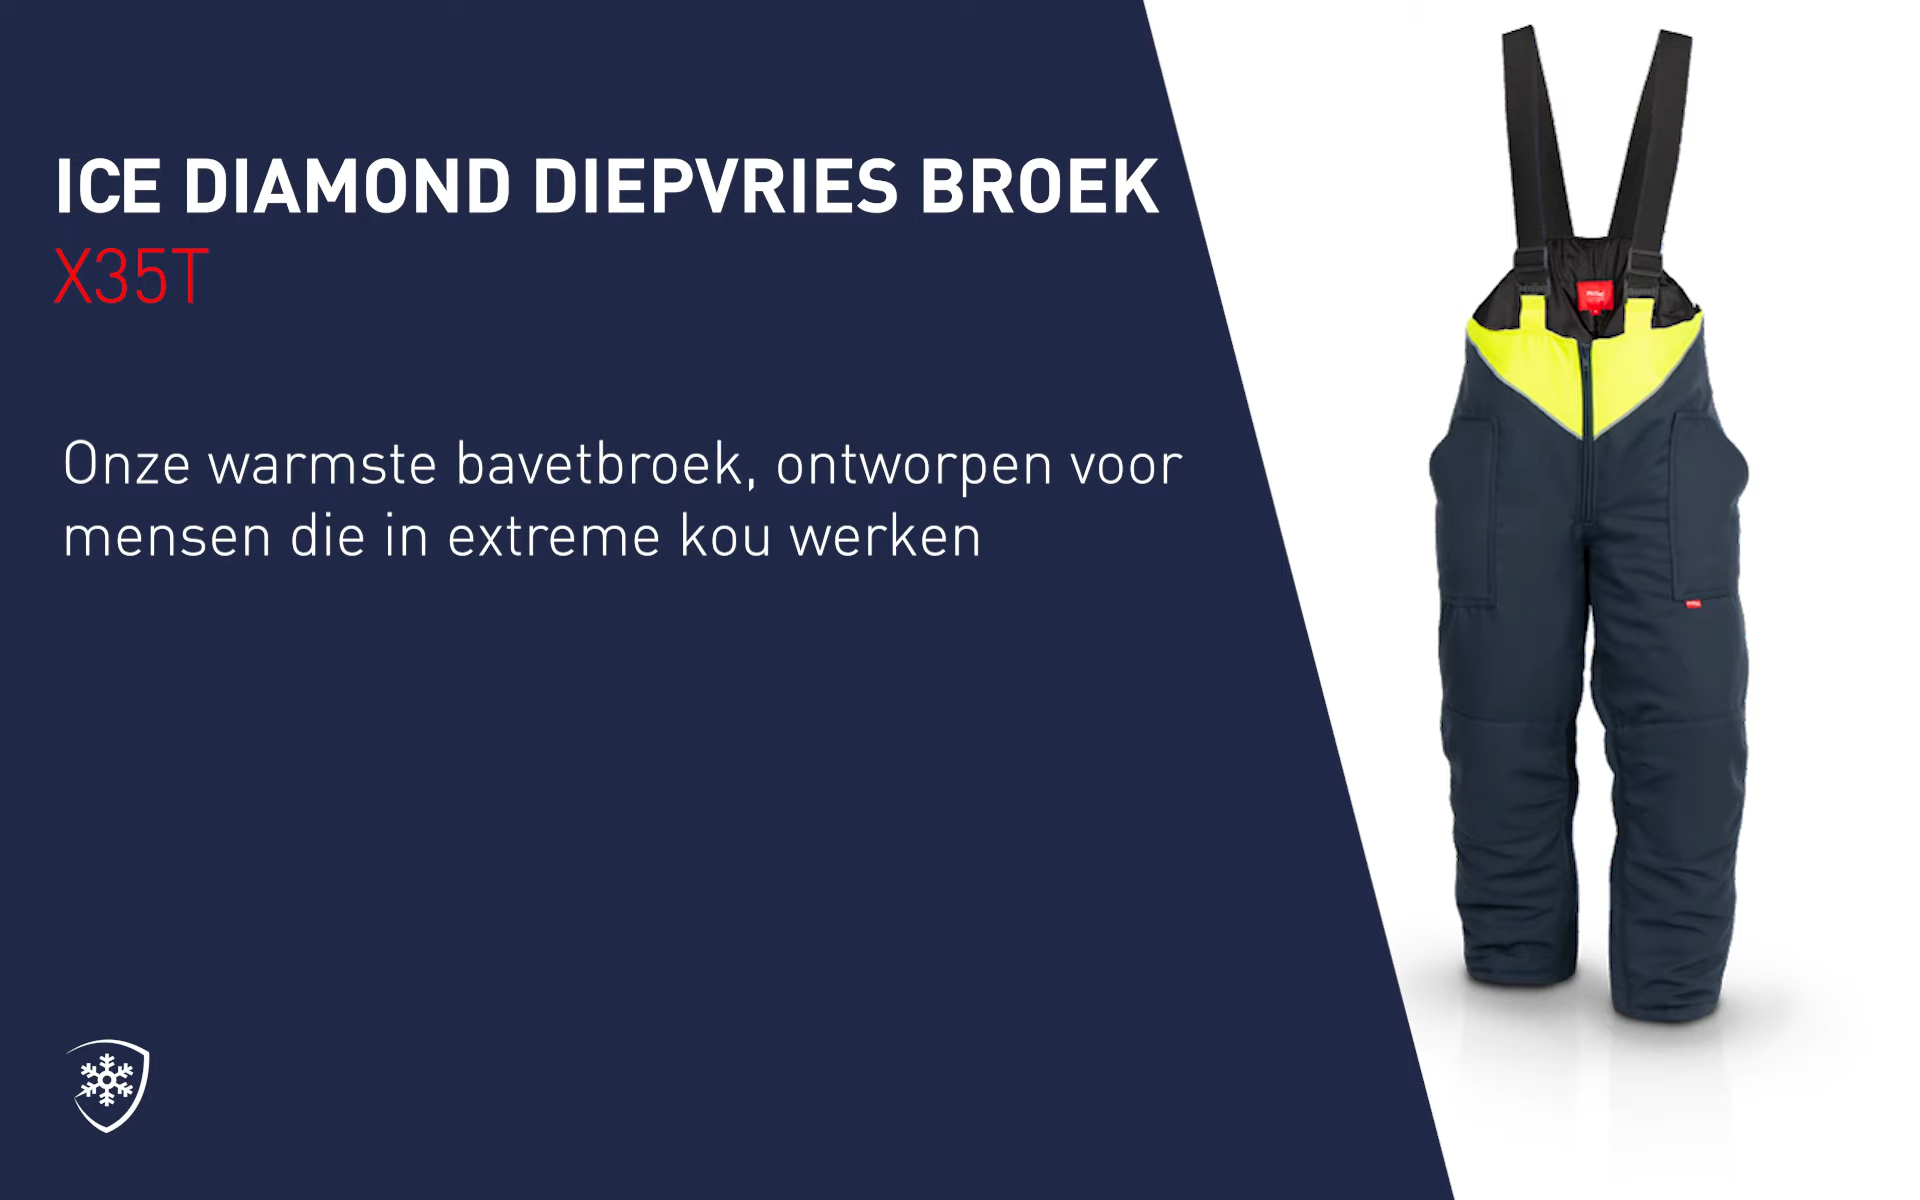 ICE DIAMOND DIEPVRIES BROEK
X35T
Onze warmste bavetbroek, ontworpen voor
mensen die in extreme kou werken